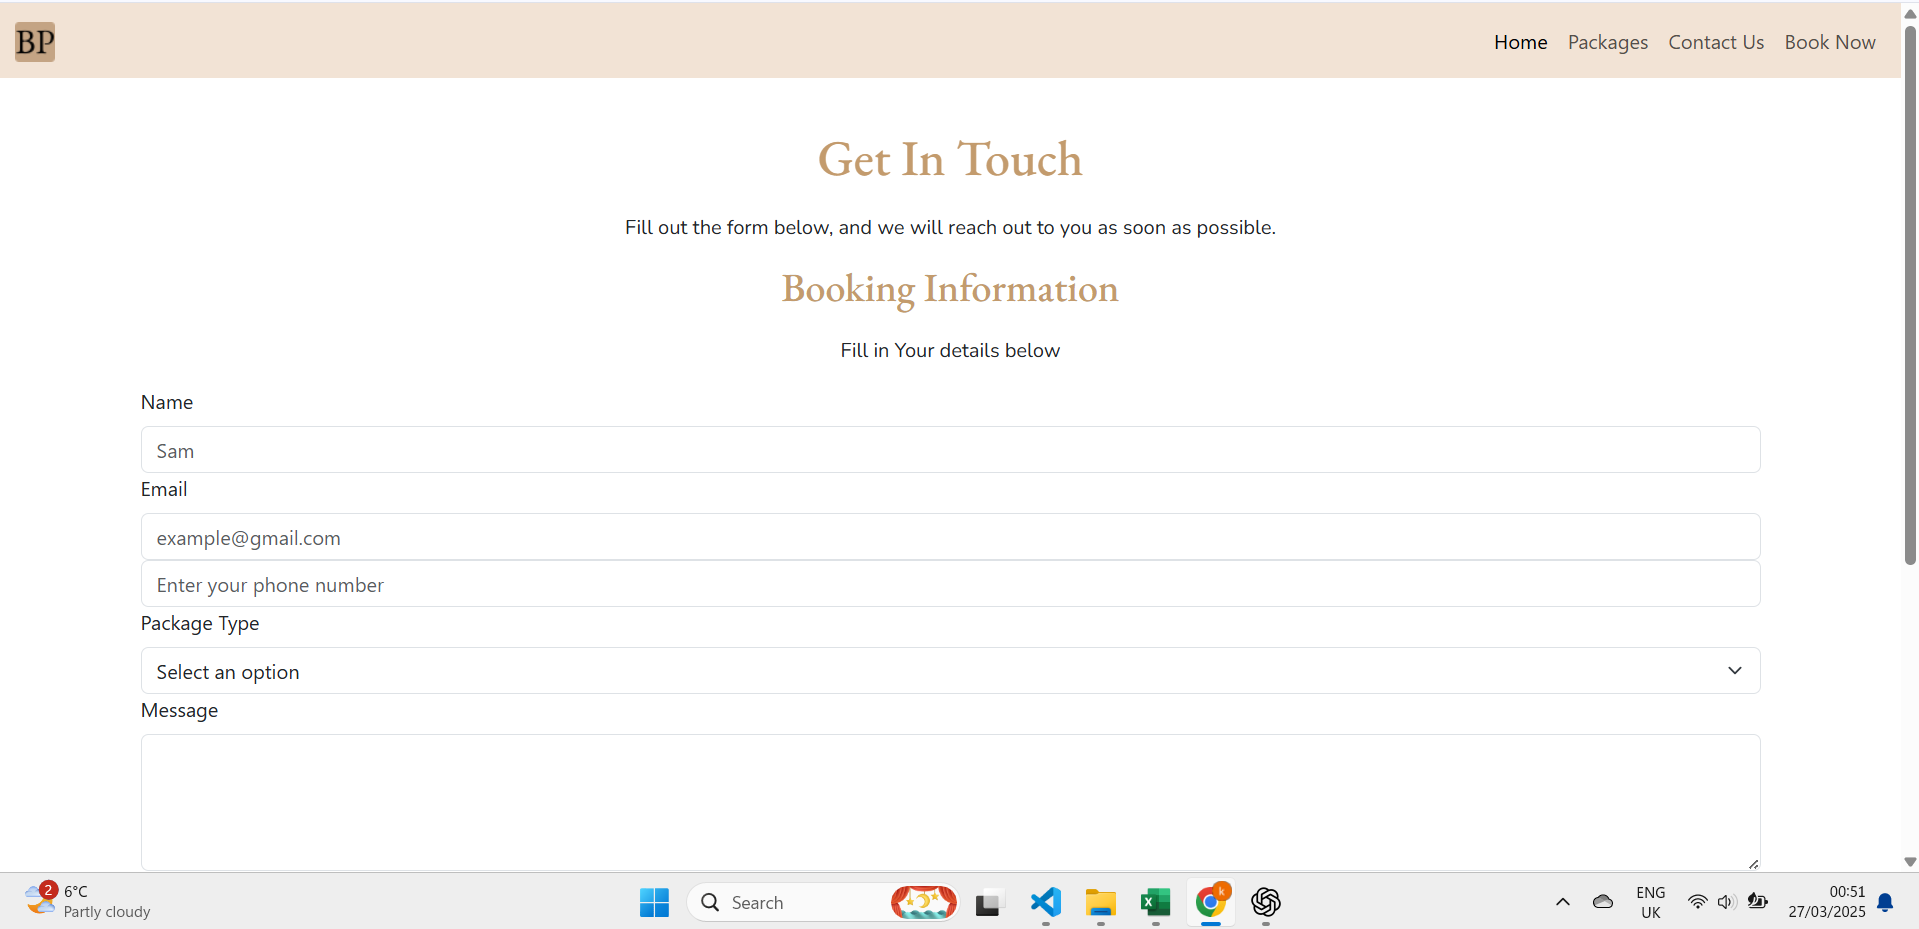 BP
Home Packages Contact Us Book Now
Get In Touch
Fill out the form below, and we will reach out to you as soon as possible.
Booking Information
Fill in Your details below
Name
Sam
Email
example@gmail.com
Enter your phone number
Package Type
Select an option
Message
2
6°C
Partly cloudy
Search
k
ENG
UK
00:51
27/03/2025